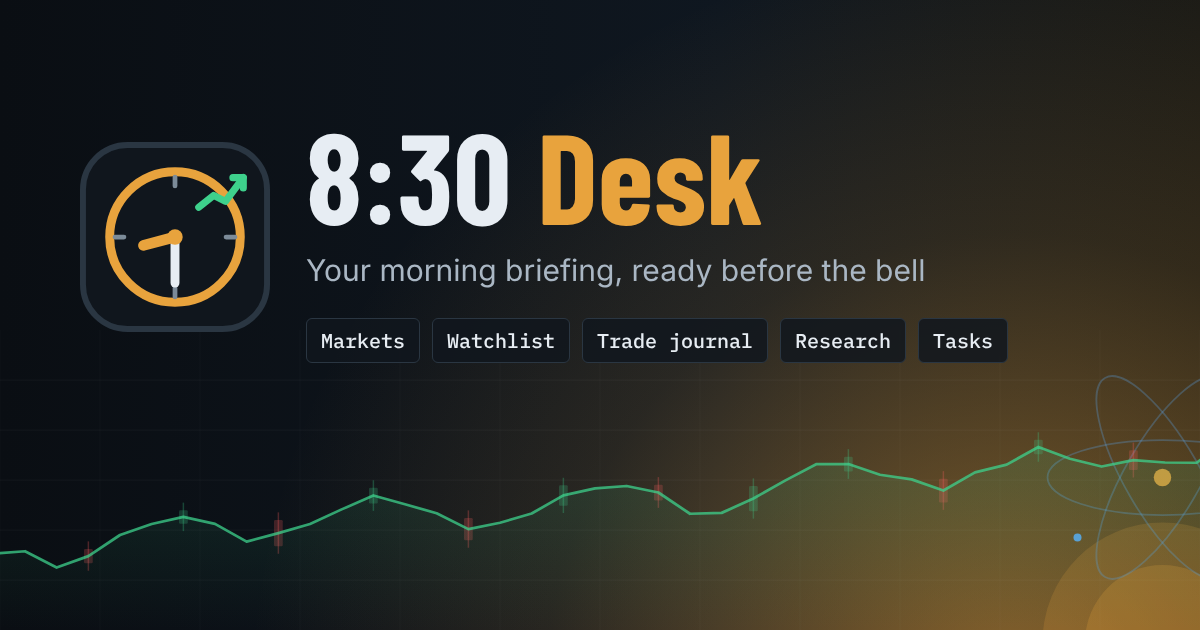 8:30 Desk
Your morning briefing, ready before the bell
Markets Watchlist Trade journal Research Tasks